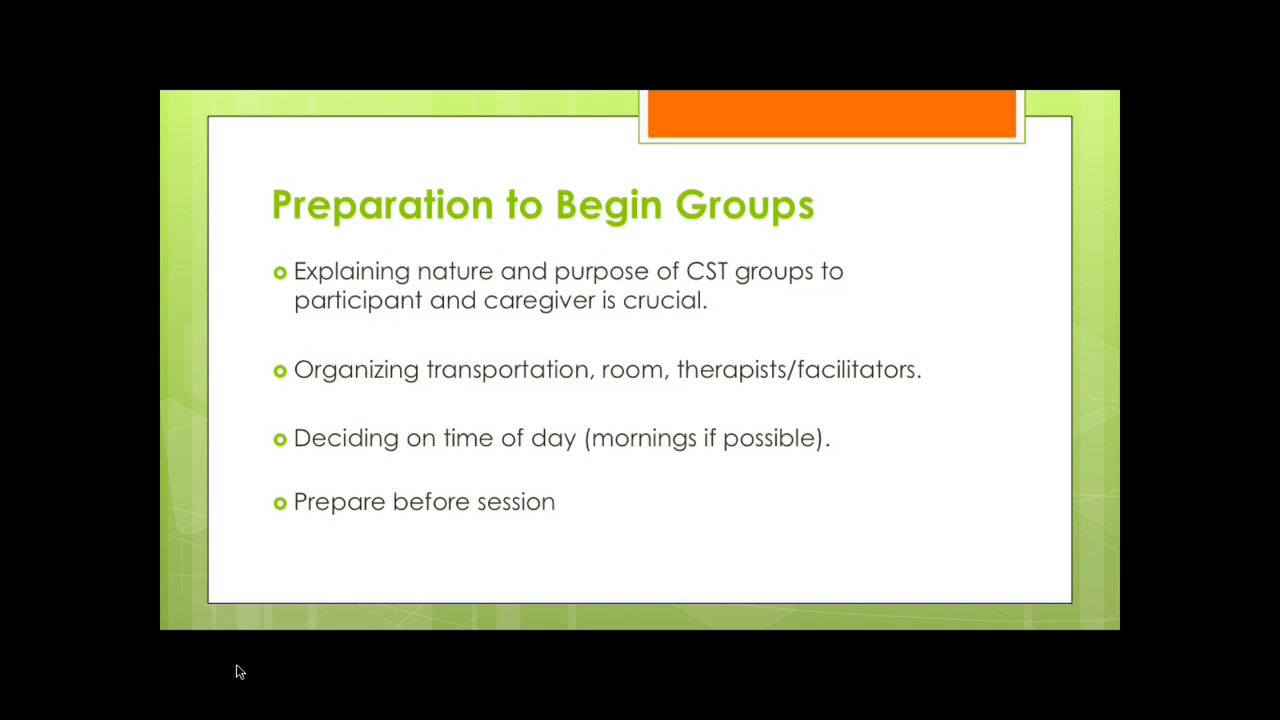 Preparation to Begin Groups
Explaining nature and purpose of CST groups to
participant and caregiver is crucial.
Organizing transportation, room, therapists/facilitators.
Deciding on time of day (mornings if possible).
Prepare before session